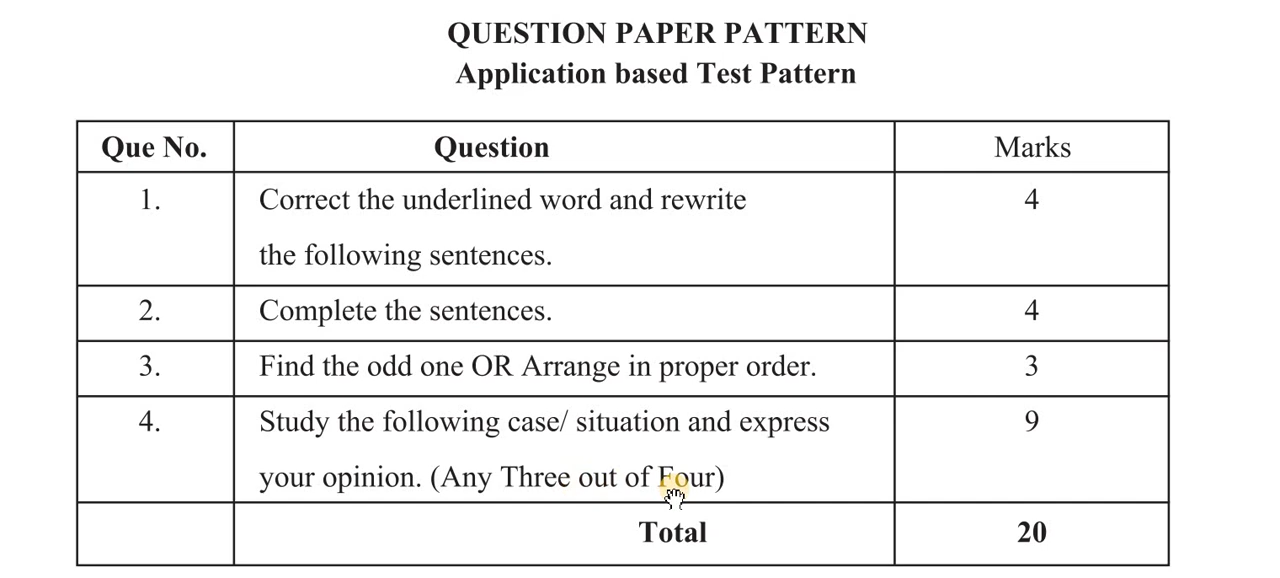 QUESTION PAPER PATTERN
Application based Test Pattern
Que No. Question Marks
1. Correct the underlined word and rewrite 4
the following sentences.
2. Complete the sentences. 4
3. Find the odd one OR Arrange in proper order. 3
4. Study the following case/ situation and express 9
your opinion. (Any Three out of Four)
Total 20